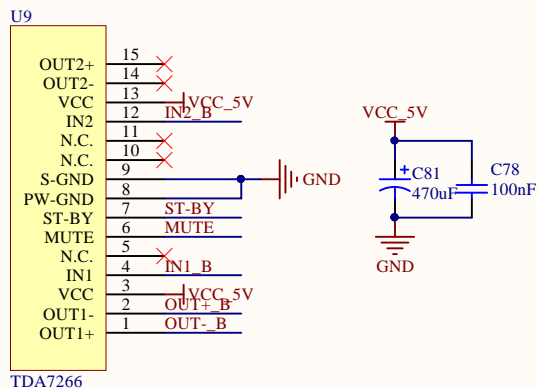 U9
OUT2+ 15
OUT2- 14
VCC 13 VCC_5V
IN2 12 IN2_B
N.C. 11
N.C. 10
S-GND 9 GND
PW-GND 8
ST-BY 7 ST-BY
MUTE 6 MUTE
N.C. 5
IN1 4 IN1_B
VCC 3 VCC_5V
OUT1- 2 OUT+_B
OUT1+ 1 OUT-_B
TDA7266
VCC_5V
+ C81
470uF
C78
100nF
GND